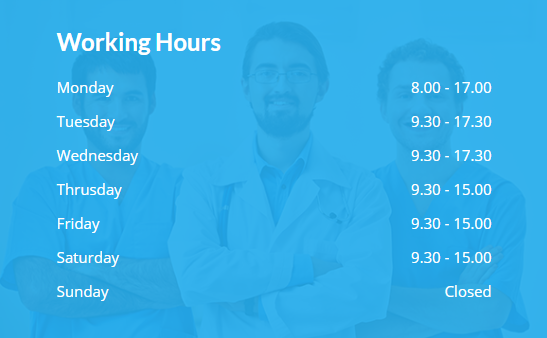 Working Hours
Monday 8.00 - 17.00
Tuesday 9.30 - 17.30
Wednesday 9.30 - 17.30
Thrusday 9.30 - 15.00
Friday 9.30 - 15.00
Saturday 9.30 - 15.00
Sunday Closed